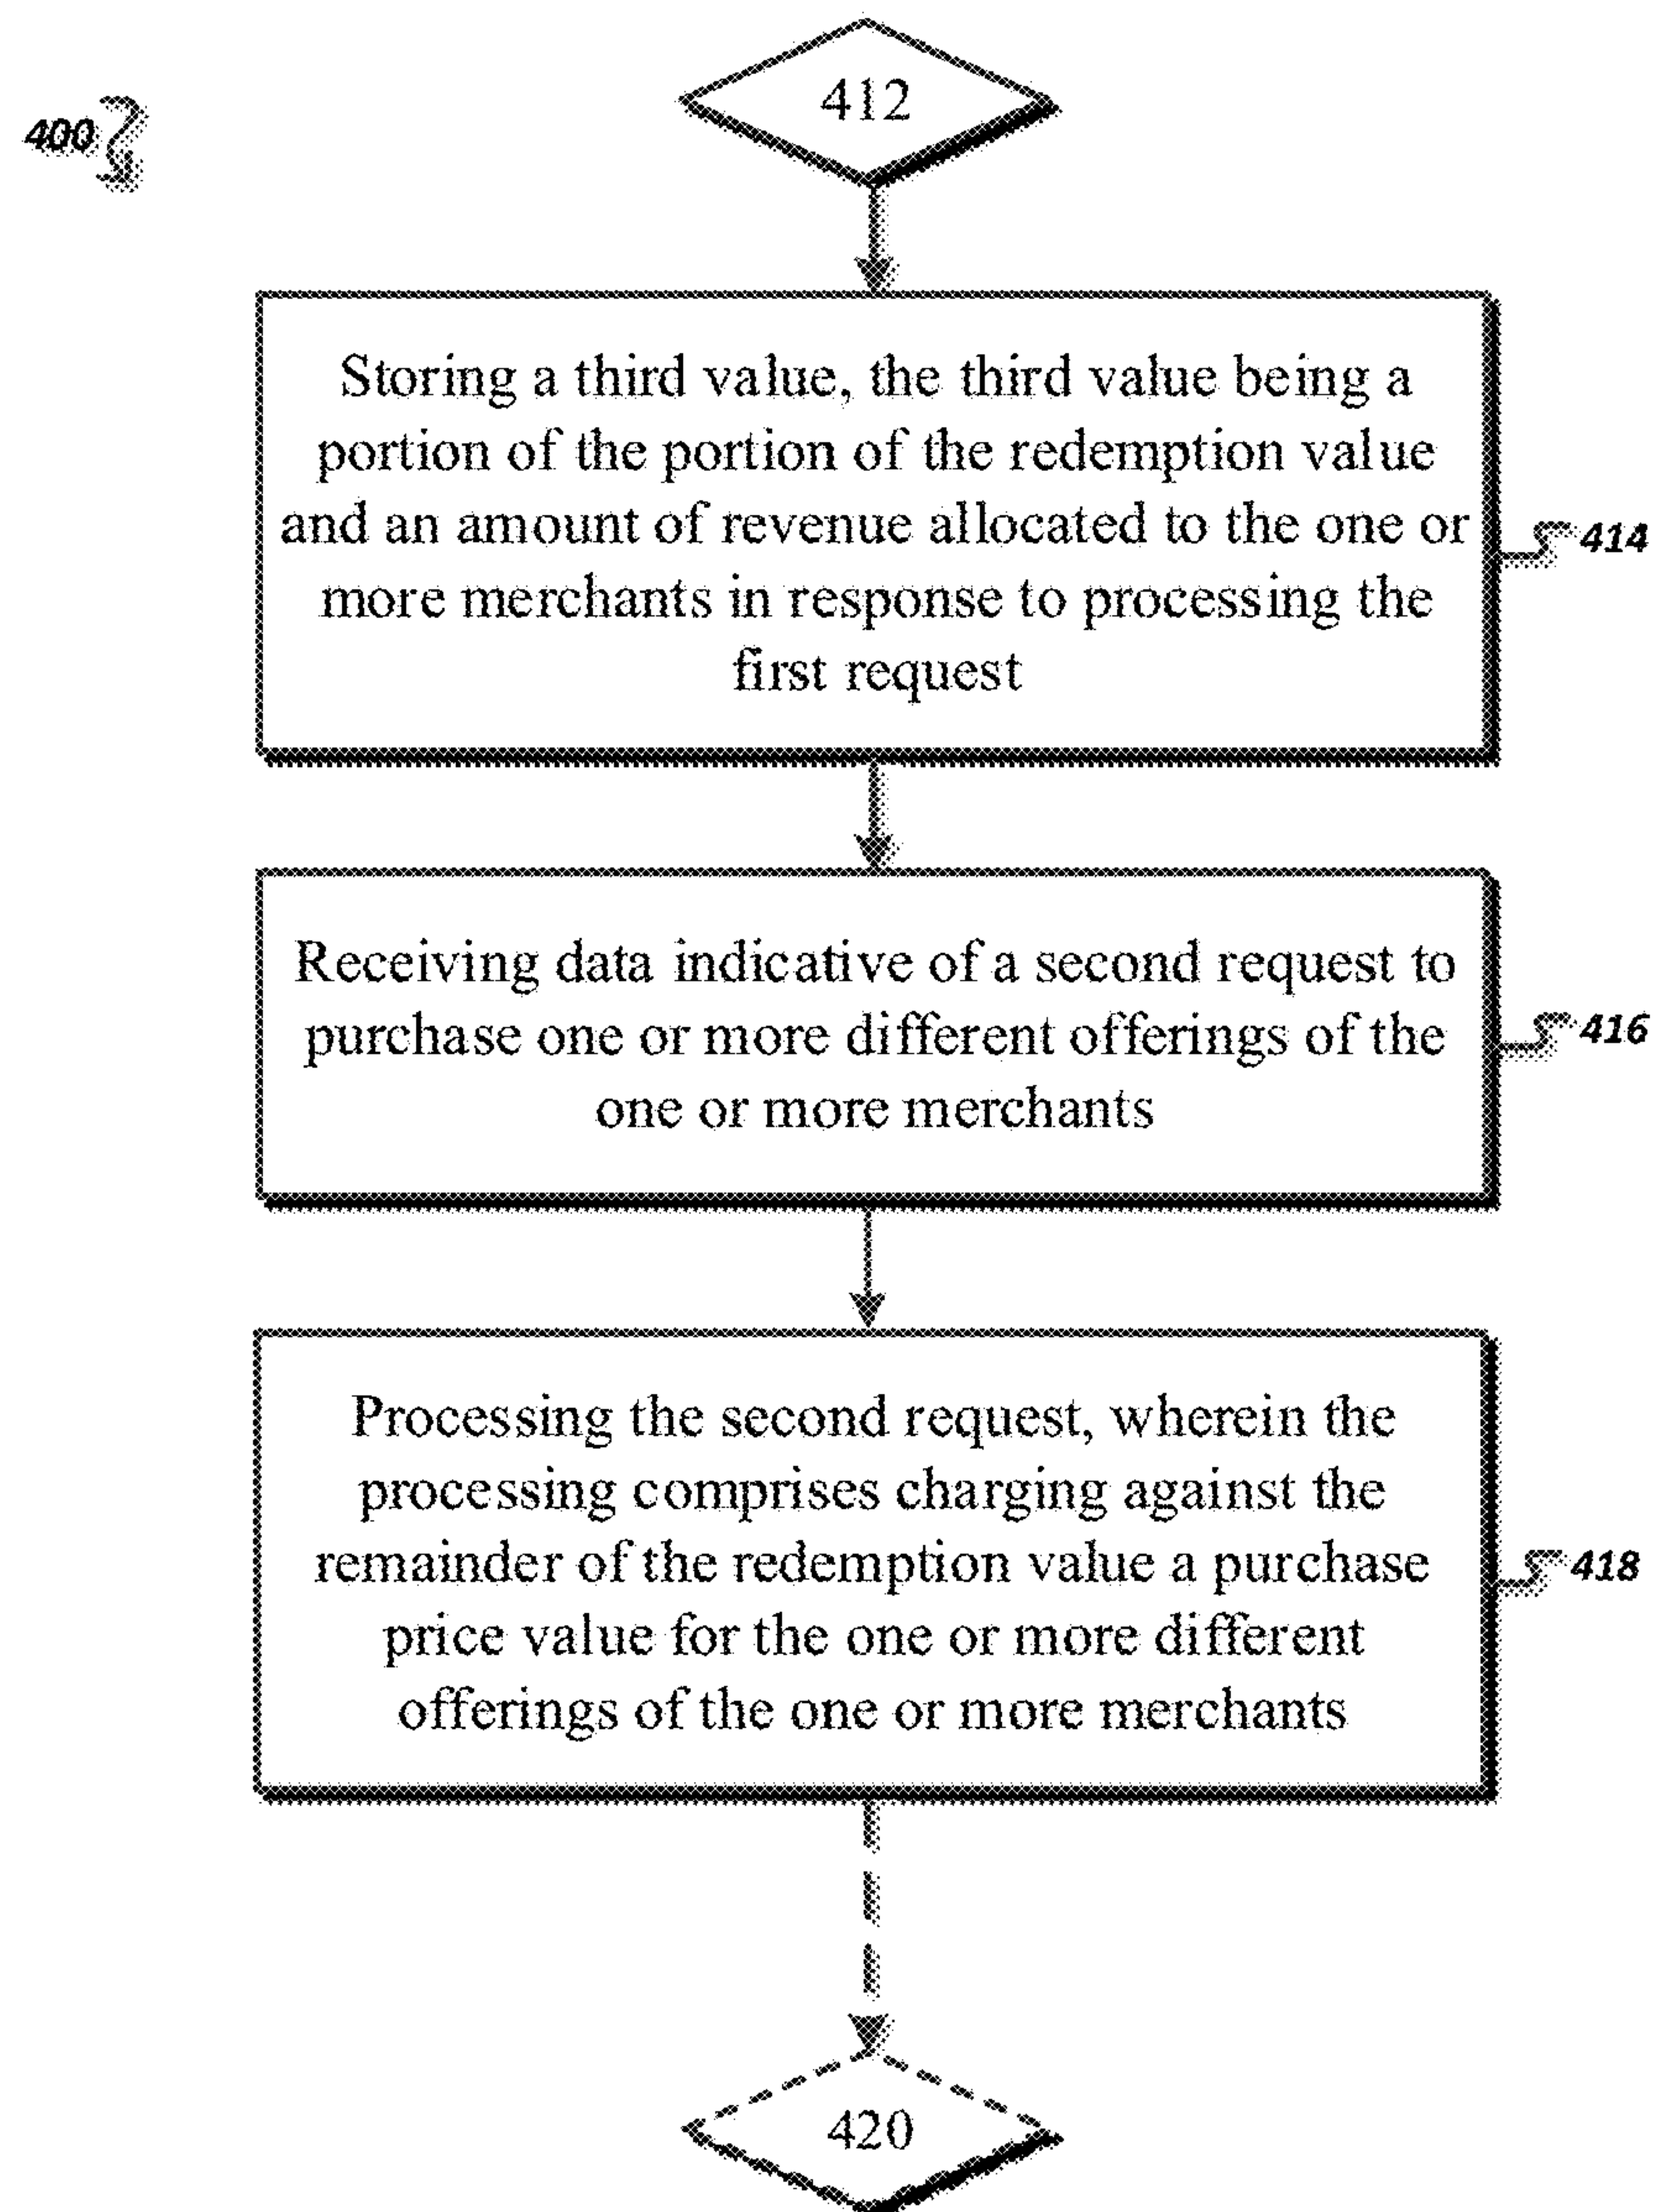 412
400
Storing a third value, the third value being a
portion of the portion of the redemption value
and an amount of revenue allocated to the one or
more merchants in response to processing the
first request
414
Receiving data indicative of a second request to
purchase one or more different offerings of the
one or more merchants
416
Processing the second request, wherein the
processing comprises charging against the
remainder of the redemption value a purchase
price value for the one or more different
offerings of the one or more merchants
418
420